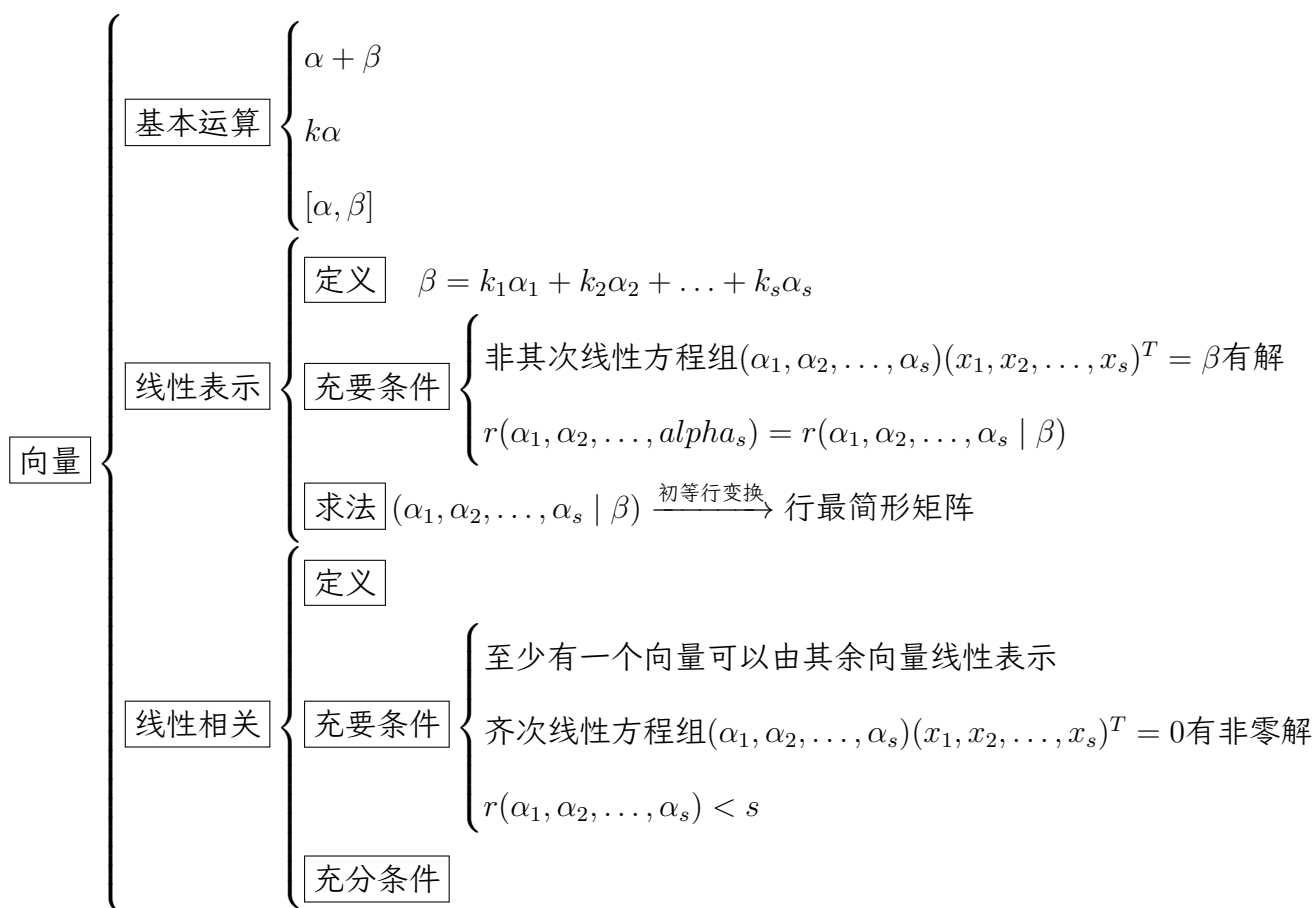 向量
基本运算
α + β
kα
[α, β]
线性表示
定义 β = k₁α₁ + k₂α₂ + . . . + kₛαₛ
充要条件
非其次线性方程组(α₁, α₂, . . . , αₛ)(x₁, x₂, . . . , xₛ)ᵀ = β有解
r(α₁, α₂, . . . , alphaₛ) = r(α₁, α₂, . . . , αₛ | β)
求法 (α₁, α₂, . . . , αₛ | β) 初等行变换→ 行最简形矩阵
线性相关
定义
充要条件
至少有一个向量可以由其余向量线性表示
齐次线性方程组(α₁, α₂, . . . , αₛ)(x₁, x₂, . . . , xₛ)ᵀ = 0有非零解
r(α₁, α₂, . . . , αₛ) < s
充分条件